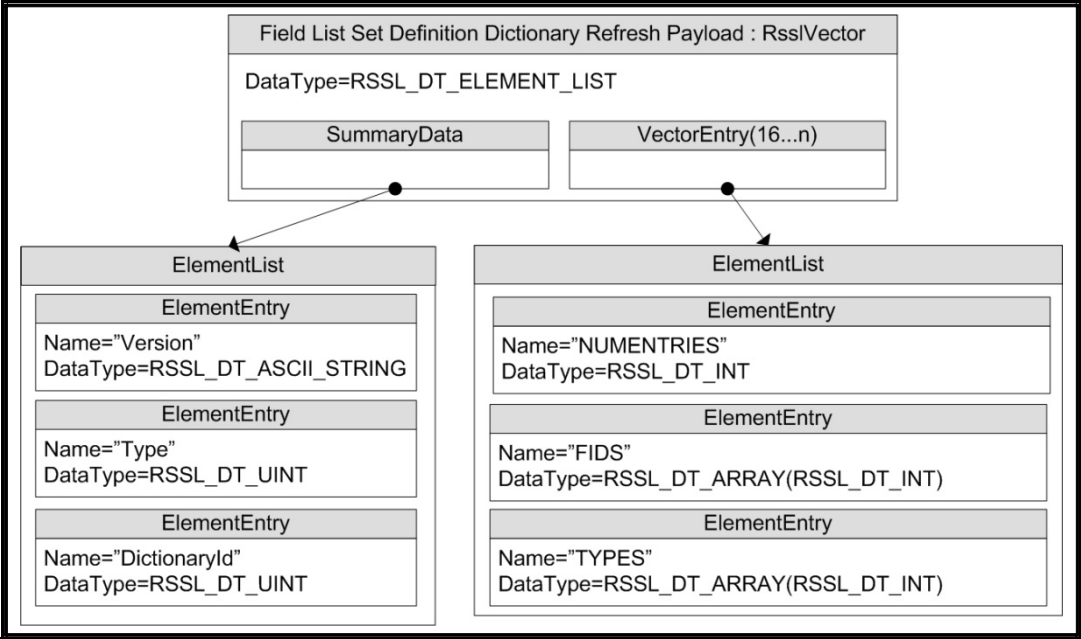 Field List Set Definition Dictionary Refresh Payload : RsslVector
DataType=RSSL_DT_ELEMENT_LIST
SummaryData
VectorEntry(16...n)
ElementList
ElementEntry
Name=”Version”
DataType=RSSL_DT_ASCII_STRING
ElementEntry
Name=”Type”
DataType=RSSL_DT_UINT
ElementEntry
Name=”DictionaryId”
DataType=RSSL_DT_UINT
ElementList
ElementEntry
Name=”NUMENTRIES”
DataType=RSSL_DT_INT
ElementEntry
Name=”FIDS”
DataType=RSSL_DT_ARRAY(RSSL_DT_INT)
ElementEntry
Name=”TYPES”
DataType=RSSL_DT_ARRAY(RSSL_DT_INT)